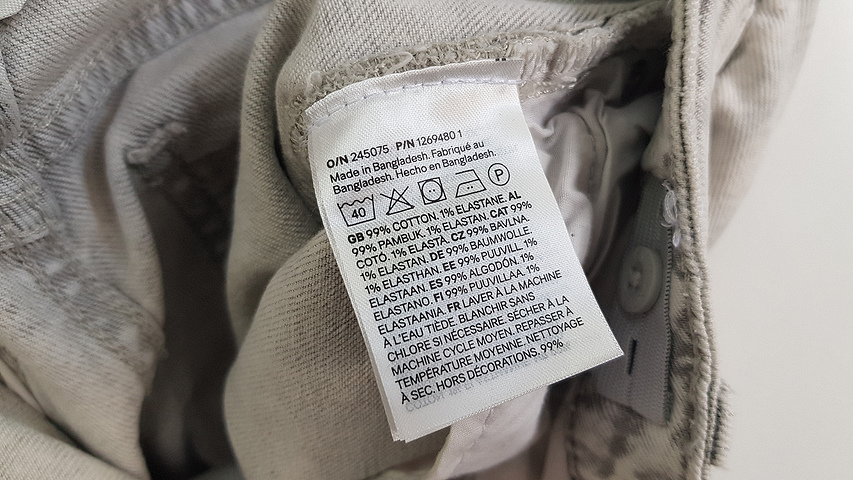 O/N 245075 P/N 1269480 1
Made in Bangladesh. Fabriqué au
Bangladesh. Hecho en Bangladesh.
40 P
GB 99% COTTON. 1% ELASTANE. AL
99% PAMBUK. 1% ELASTAN. CAT 99%
COTÓ. 1% ELASTÀ. CZ 99% BAVLNA.
1% ELASTAN. DE 99% BAUMWOLLE.
1% ELASTHAN. EE 99% PUUVILL. 1%
ELASTAAN. ES 99% ALGODÓN. 1%
ELASTANO. FI 99% PUUVILLAA. 1%
ELASTAANIA. FR LAVER À LA MACHINE
À L'EAU TIÈDE. BLANCHIR SANS
CHLORE SI NÉCESSAIRE. SÉCHER À LA
MACHINE CYCLE MOYEN. REPASSER À
TEMPÉRATURE MOYENNE. NETTOYAGE
À SEC. HORS DÉCORATIONS. 99%